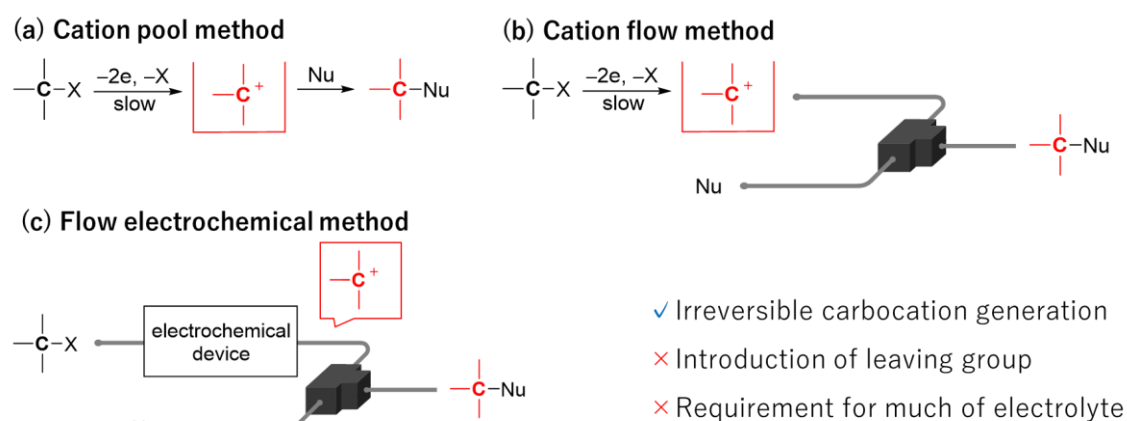 (a) Cation pool method
–C–X –2e, –X slow –C+ Nu –C–Nu
(b) Cation flow method
–C–X –2e, –X slow –C+
–C–Nu
Nu
(c) Flow electrochemical method
–C+
–C–X
electrochemical
device
–C–Nu
✓ Irreversible carbocation generation
× Introduction of leaving group
× Requirement for much of electrolyte